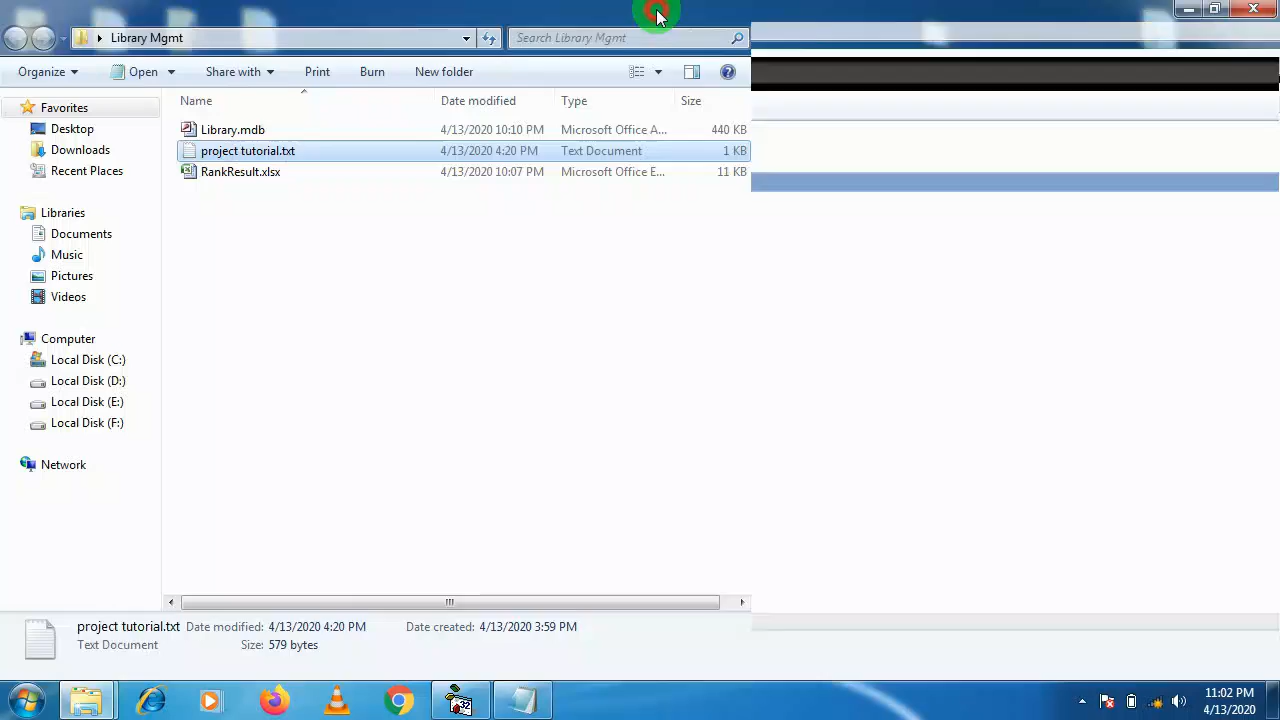 Library Mgmt
Search Library Mgmt
Organize Open Share with Print Burn New folder
Name Date modified Type Size
Favorites
Desktop
Downloads
Recent Places
Libraries
Documents
Music
Pictures
Videos
Computer
Local Disk (C:)
Local Disk (D:)
Local Disk (E:)
Local Disk (F:)
Network
Library.mdb 4/13/2020 10:10 PM Microsoft Office A... 440 KB
project tutorial.txt 4/13/2020 4:20 PM Text Document 1 KB
RankResult.xlsx 4/13/2020 10:07 PM Microsoft Office E... 11 KB
project tutorial.txt Date modified: 4/13/2020 4:20 PM Date created: 4/13/2020 3:59 PM
Text Document Size: 579 bytes
32
11:02 PM
4/13/2020